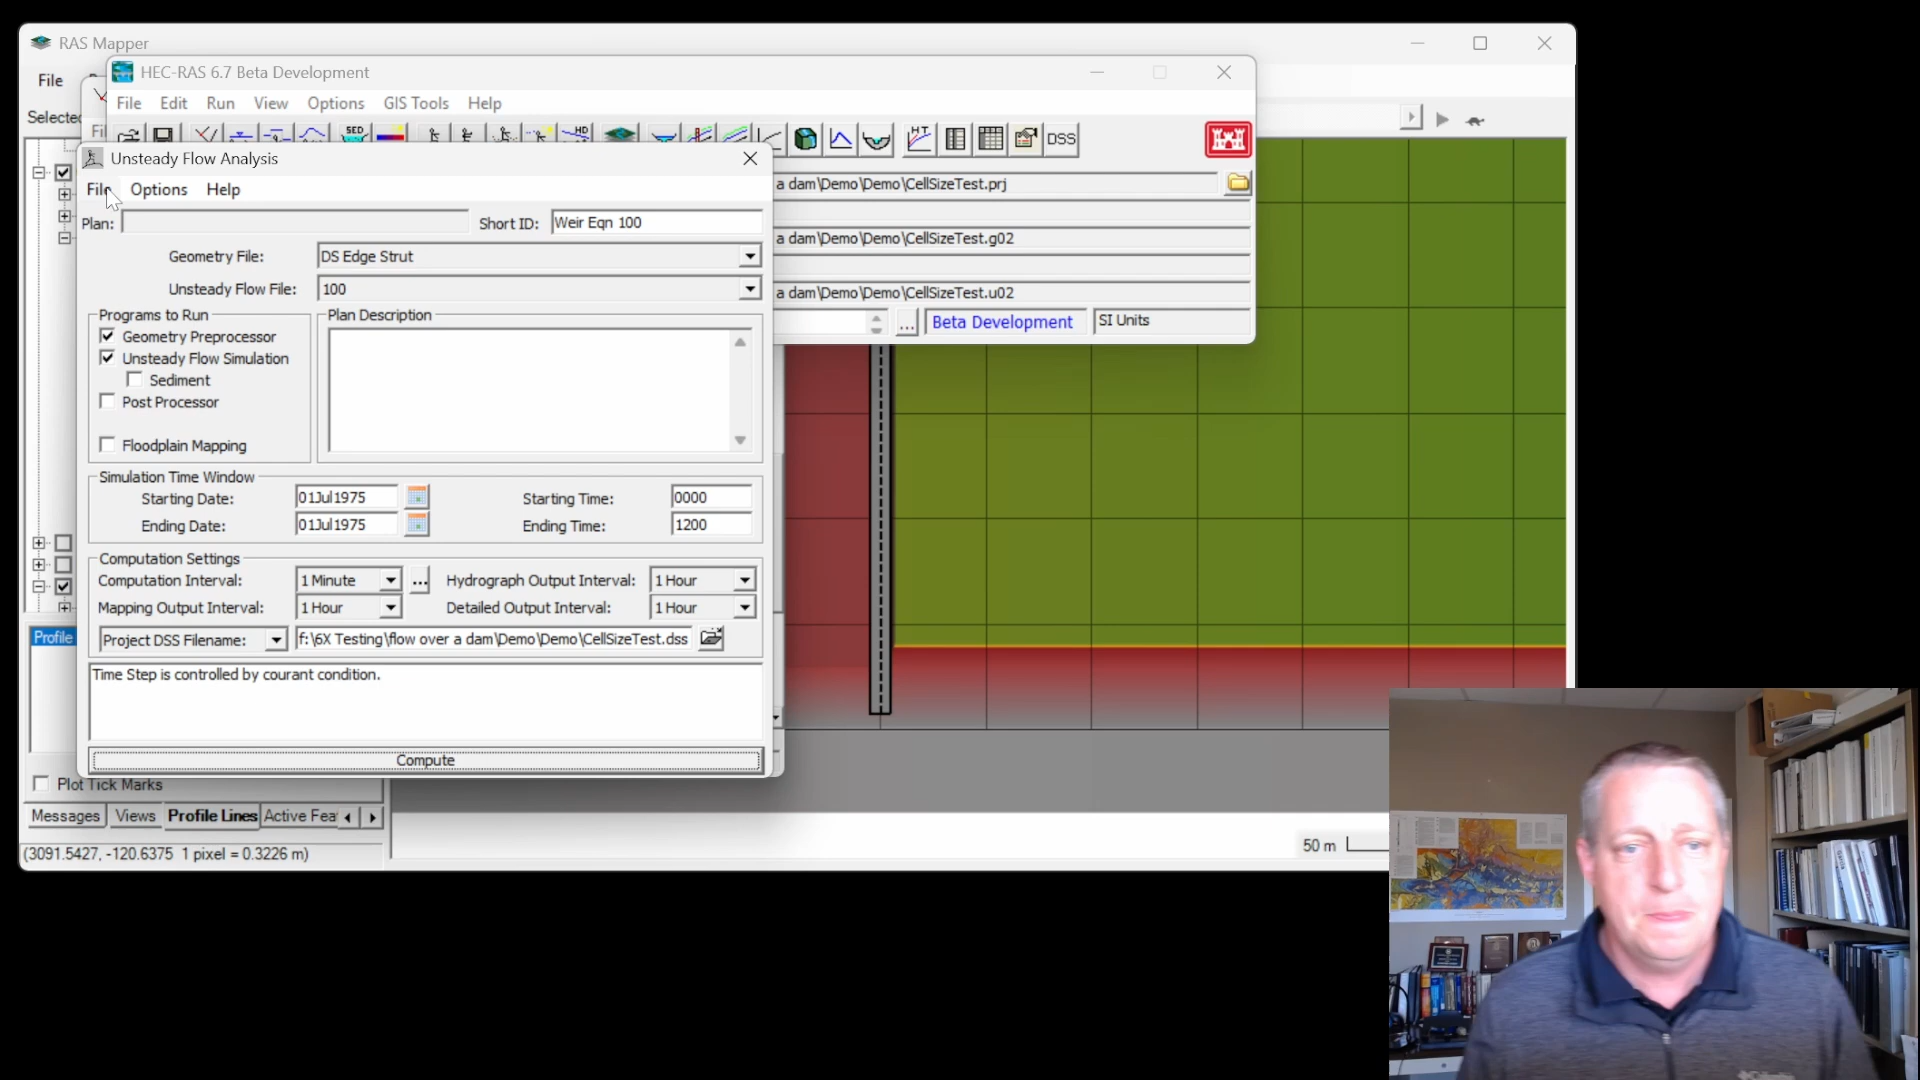 RAS Mapper
File
HEC-RAS 6.7 Beta Development
File Edit Run View Options GIS Tools Help
SED
HD
HT
DSS
Unsteady Flow Analysis
File Options Help
a dam\Demo\Demo\CellSizeTest.prj
Plan:
Short ID: Weir Eqn 100
a dam\Demo\Demo\CellSizeTest.g02
Geometry File: DS Edge Strut
Unsteady Flow File: 100
a dam\Demo\Demo\CellSizeTest.u02
... Beta Development SI Units
Programs to Run
Plan Description
Geometry Preprocessor
Unsteady Flow Simulation
Sediment
Post Processor
Floodplain Mapping
Simulation Time Window
Starting Date: 01Jul1975 Starting Time: 0000
Ending Date: 01Jul1975 Ending Time: 1200
Computation Settings
Computation Interval: 1 Minute ... Hydrograph Output Interval: 1 Hour
Mapping Output Interval: 1 Hour Detailed Output Interval: 1 Hour
Project DSS Filename: f:\6X Testing\flow over a dam\Demo\Demo\CellSizeTest.dss
Time Step is controlled by courant condition.
Compute
Profile
Plot Tick Marks
Messages Views Profile Lines Active Fea
(3091.5427, -120.6375 1 pixel = 0.3226 m)
50 m